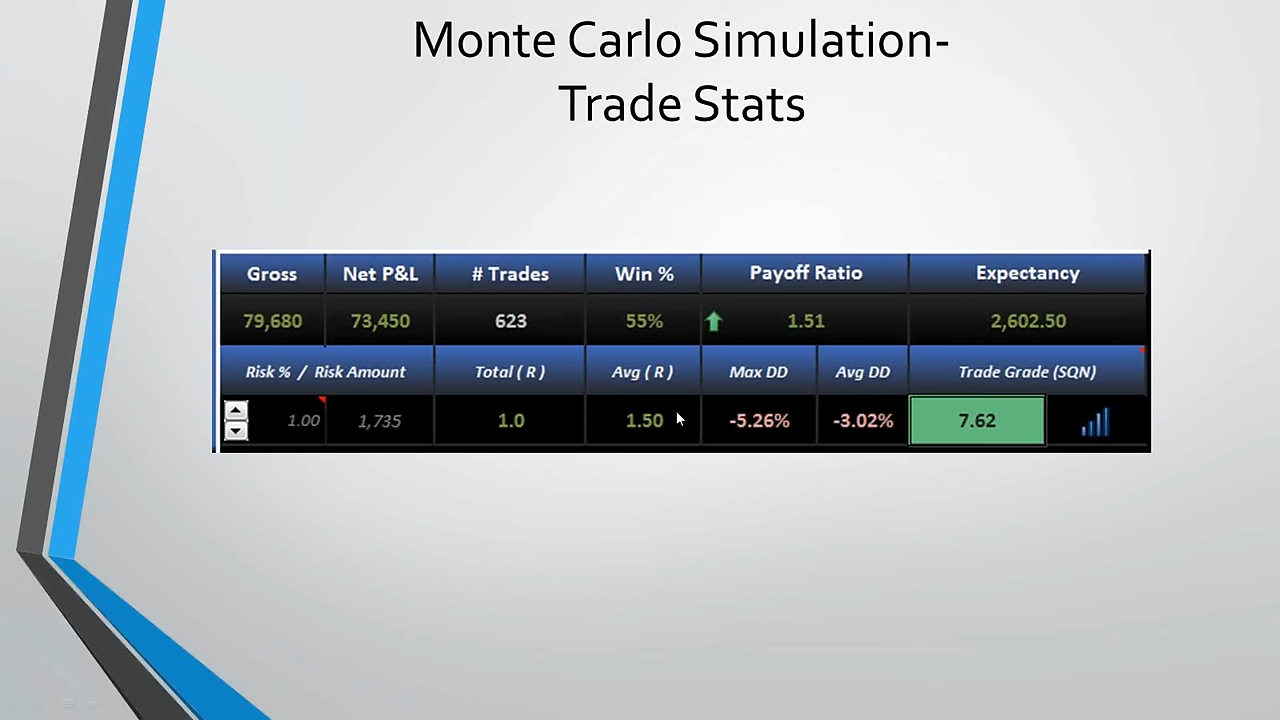 Monte Carlo Simulation-
Trade Stats
Gross Net P&L # Trades Win % Payoff Ratio Expectancy
79,680 73,450 623 55% 1.51 2,602.50
Risk % / Risk Amount Total ( R ) Avg ( R ) Max DD Avg DD Trade Grade (SQN)
1.00 1,735 1.0 1.50 -5.26% -3.02% 7.62